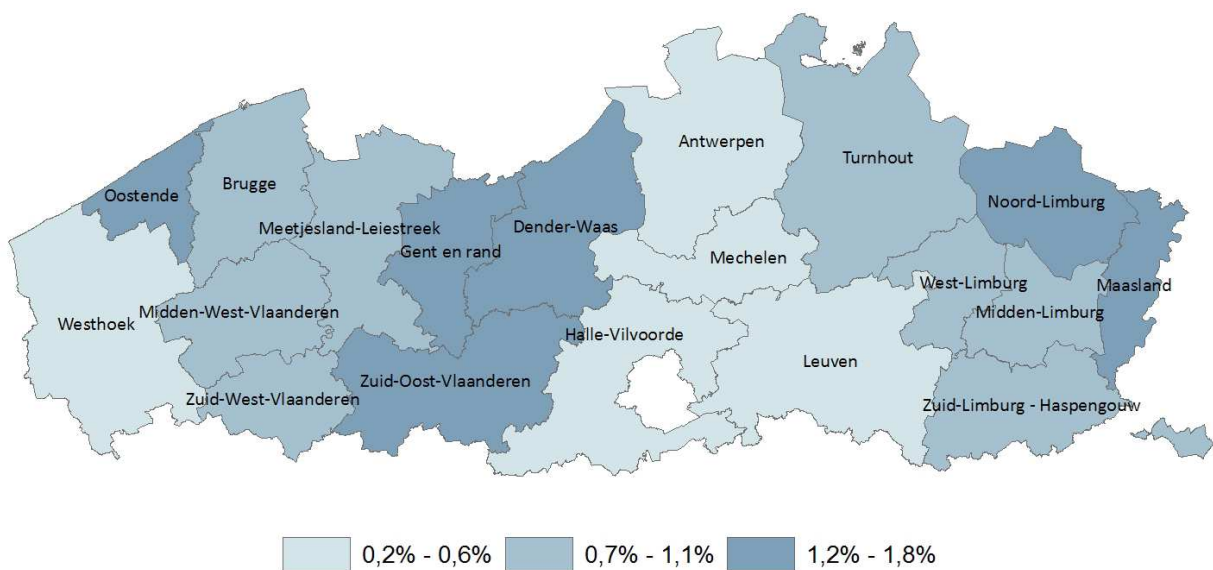 Antwerpen
Turnhout
Oostende
Brugge
Noord-Limburg
Meetjesland-Leiestreek
Dender-Waas
Gent en rand
Mechelen
West-Limburg
Maasland
Midden-West-Vlaanderen
Midden-Limburg
Westhoek
Halle-Vilvoorde
Leuven
Zuid-Oost-Vlaanderen
Zuid-West-Vlaanderen
Zuid-Limburg - Haspengouw
0,2% - 0,6%
0,7% - 1,1%
1,2% - 1,8%